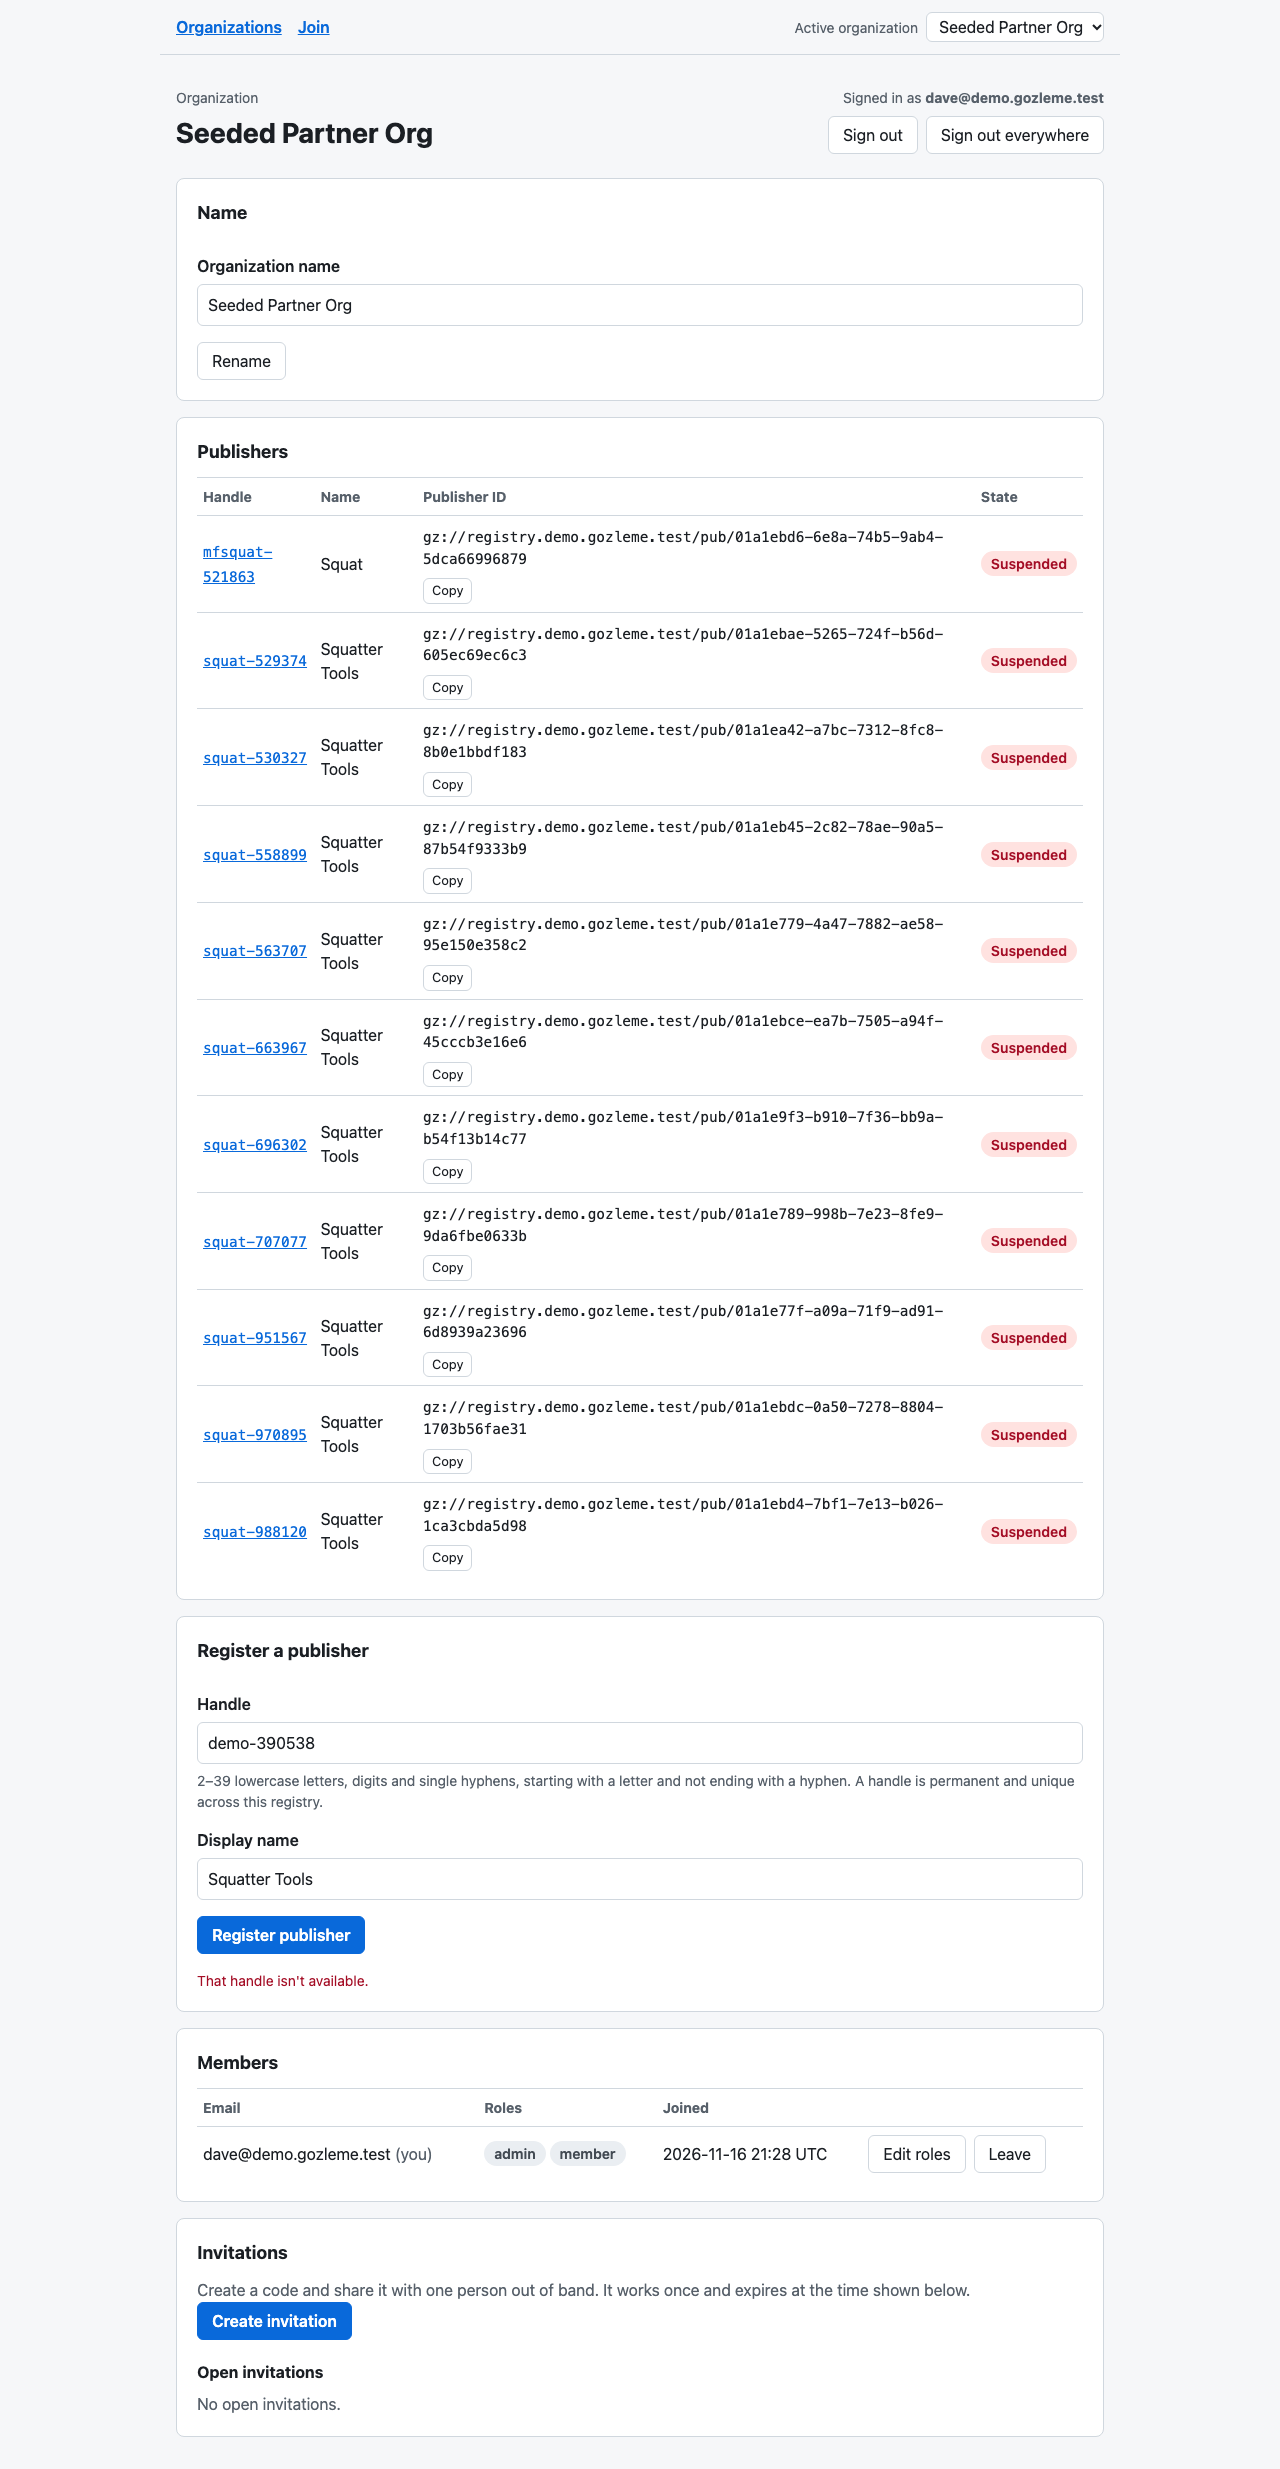 Organizations Join Active organization Seeded Partner Org
Organization Signed in as dave@demo.gozleme.test
Seeded Partner Org Sign out Sign out everywhere
Name
Organization name
Seeded Partner Org
Rename
Publishers
Handle Name Publisher ID State
mfsquat-
521863
Squat
gz://registry.demo.gozleme.test/pub/01a1ebd6-6e8a-74b5-9ab4-
5dca66996879
Copy
Suspended
squat-529374
Squatter
Tools
gz://registry.demo.gozleme.test/pub/01a1ebae-5265-724f-b56d-
605ec69ec6c3
Copy
Suspended
squat-530327
Squatter
Tools
gz://registry.demo.gozleme.test/pub/01a1ea42-a7bc-7312-8fc8-
8b0e1bbdf183
Copy
Suspended
squat-558899
Squatter
Tools
gz://registry.demo.gozleme.test/pub/01a1eb45-2c82-78ae-90a5-
87b54f9333b9
Copy
Suspended
squat-563707
Squatter
Tools
gz://registry.demo.gozleme.test/pub/01a1e779-4a47-7882-ae58-
95e150e358c2
Copy
Suspended
squat-663967
Squatter
Tools
gz://registry.demo.gozleme.test/pub/01a1ebce-ea7b-7505-a94f-
45cccb3e16e6
Copy
Suspended
squat-696302
Squatter
Tools
gz://registry.demo.gozleme.test/pub/01a1e9f3-b910-7f36-bb9a-
b54f13b14c77
Copy
Suspended
squat-707077
Squatter
Tools
gz://registry.demo.gozleme.test/pub/01a1e789-998b-7e23-8fe9-
9da6fbe0633b
Copy
Suspended
squat-951567
Squatter
Tools
gz://registry.demo.gozleme.test/pub/01a1e77f-a09a-71f9-ad91-
6d8939a23696
Copy
Suspended
squat-970895
Squatter
Tools
gz://registry.demo.gozleme.test/pub/01a1ebdc-0a50-7278-8804-
1703b56fae31
Copy
Suspended
squat-988120
Squatter
Tools
gz://registry.demo.gozleme.test/pub/01a1ebd4-7bf1-7e13-b026-
1ca3cbda5d98
Copy
Suspended
Register a publisher
Handle
demo-390538
2–39 lowercase letters, digits and single hyphens, starting with a letter and not ending with a hyphen. A handle is permanent and unique
across this registry.
Display name
Squatter Tools
Register publisher
That handle isn't available.
Members
Email Roles Joined
dave@demo.gozleme.test (you) admin member 2026-11-16 21:28 UTC Edit roles Leave
Invitations
Create a code and share it with one person out of band. It works once and expires at the time shown below.
Create invitation
Open invitations
No open invitations.